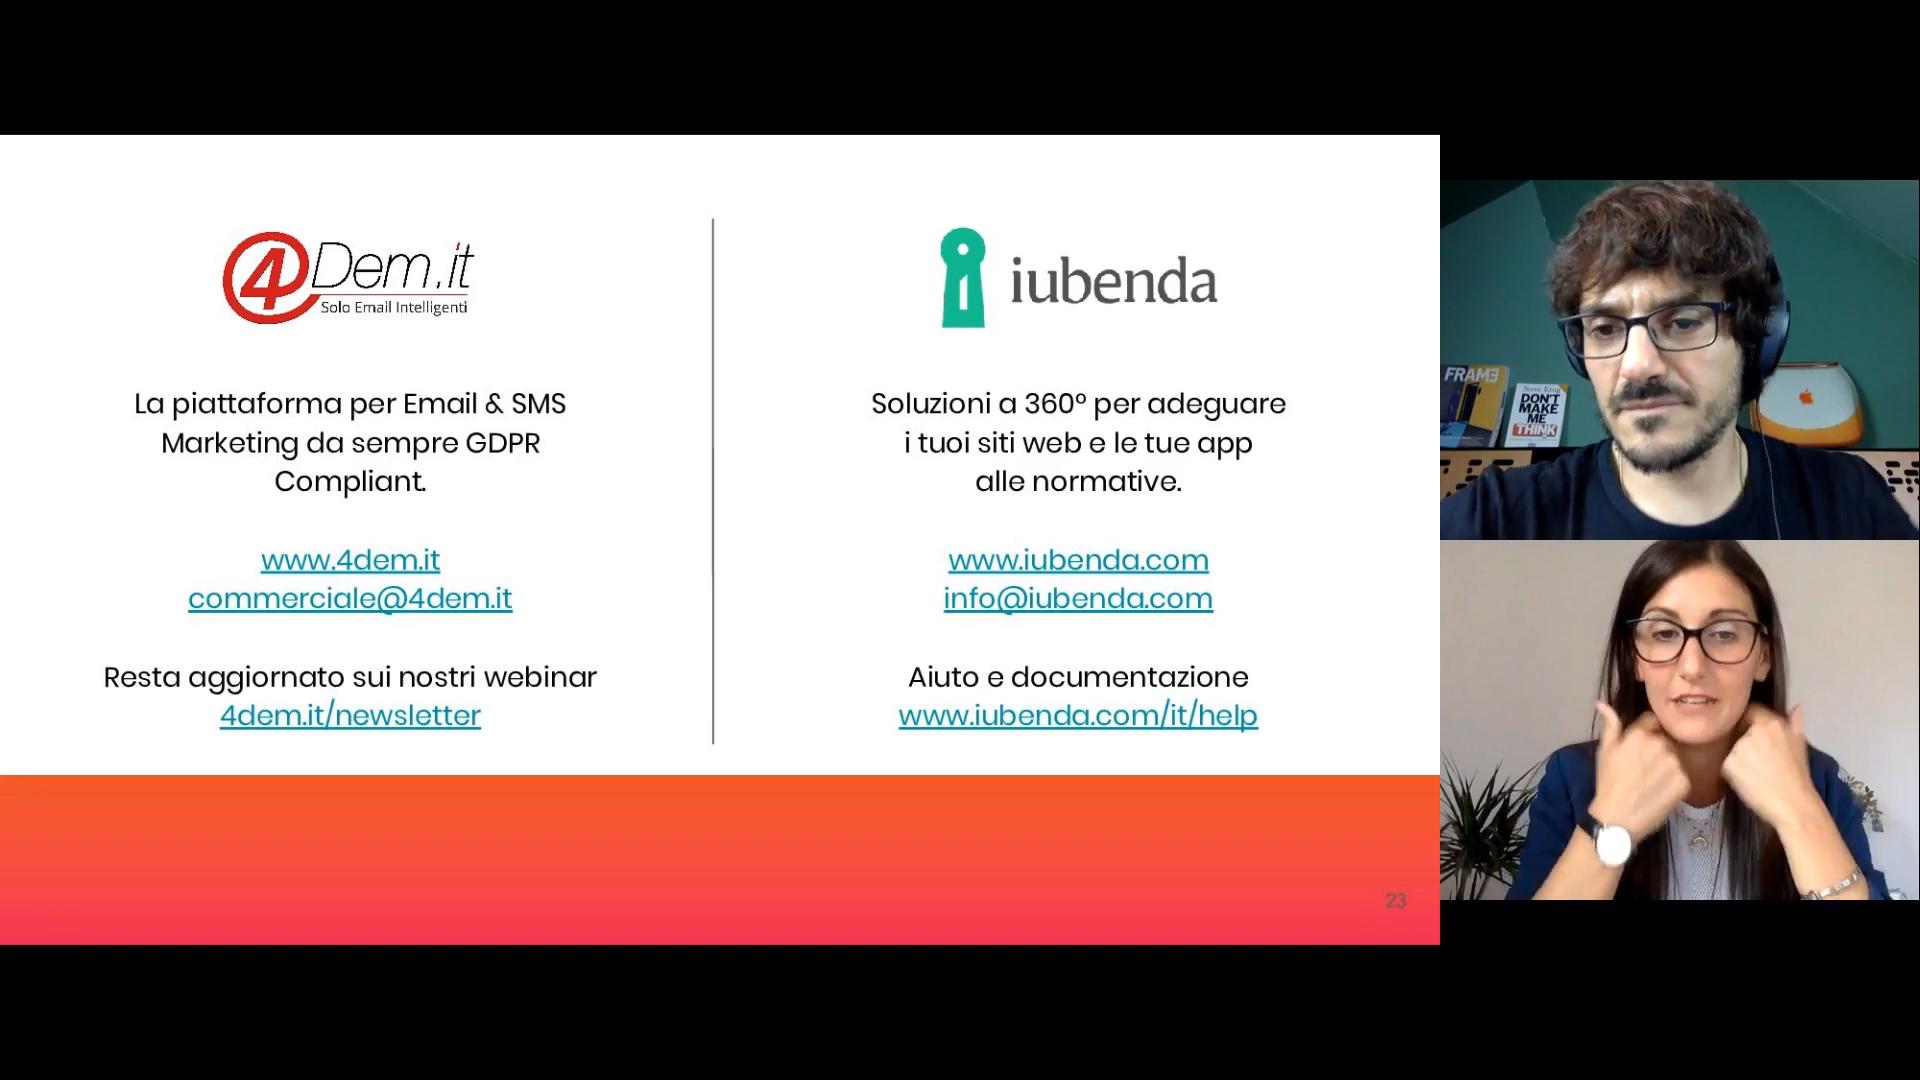 4Dem.it
Solo Email Intelligenti
La piattaforma per Email & SMS
Marketing da sempre GDPR
Compliant.
www.4dem.it
commerciale@4dem.it
Resta aggiornato sui nostri webinar
4dem.it/newsletter
iubenda
Soluzioni a 360° per adeguare
i tuoi siti web e le tue app
alle normative.
www.iubenda.com
info@iubenda.com
Aiuto e documentazione
www.iubenda.com/it/help
23
FRAME
Steve Krug
DON'T
MAKE
ME
THINK